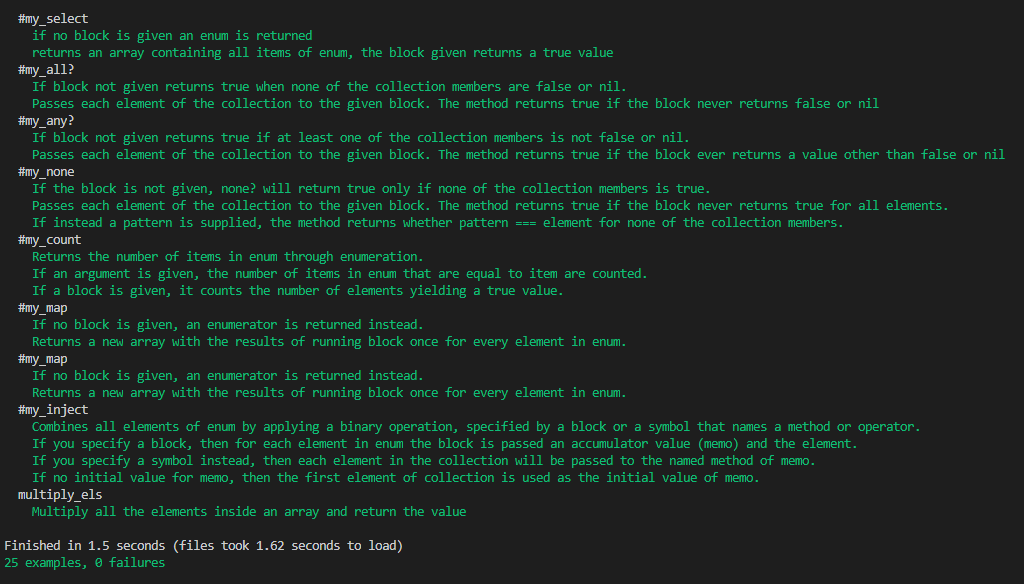 #my_select
if no block is given an enum is returned
returns an array containing all items of enum, the block given returns a true value
#my_all?
If block not given returns true when none of the collection members are false or nil.
Passes each element of the collection to the given block. The method returns true if the block never returns false or nil
#my_any?
If block not given returns true if at least one of the collection members is not false or nil.
Passes each element of the collection to the given block. The method returns true if the block ever returns a value other than false or nil
#my_none
If the block is not given, none? will return true only if none of the collection members is true.
Passes each element of the collection to the given block. The method returns true if the block never returns true for all elements.
If instead a pattern is supplied, the method returns whether pattern === element for none of the collection members.
#my_count
Returns the number of items in enum through enumeration.
If an argument is given, the number of items in enum that are equal to item are counted.
If a block is given, it counts the number of elements yielding a true value.
#my_map
If no block is given, an enumerator is returned instead.
Returns a new array with the results of running block once for every element in enum.
#my_map
If no block is given, an enumerator is returned instead.
Returns a new array with the results of running block once for every element in enum.
#my_inject
Combines all elements of enum by applying a binary operation, specified by a block or a symbol that names a method or operator.
If you specify a block, then for each element in enum the block is passed an accumulator value (memo) and the element.
If you specify a symbol instead, then each element in the collection will be passed to the named method of memo.
If no initial value for memo, then the first element of collection is used as the initial value of memo.
multiply_els
Multiply all the elements inside an array and return the value
Finished in 1.5 seconds (files took 1.62 seconds to load)
25 examples, 0 failures